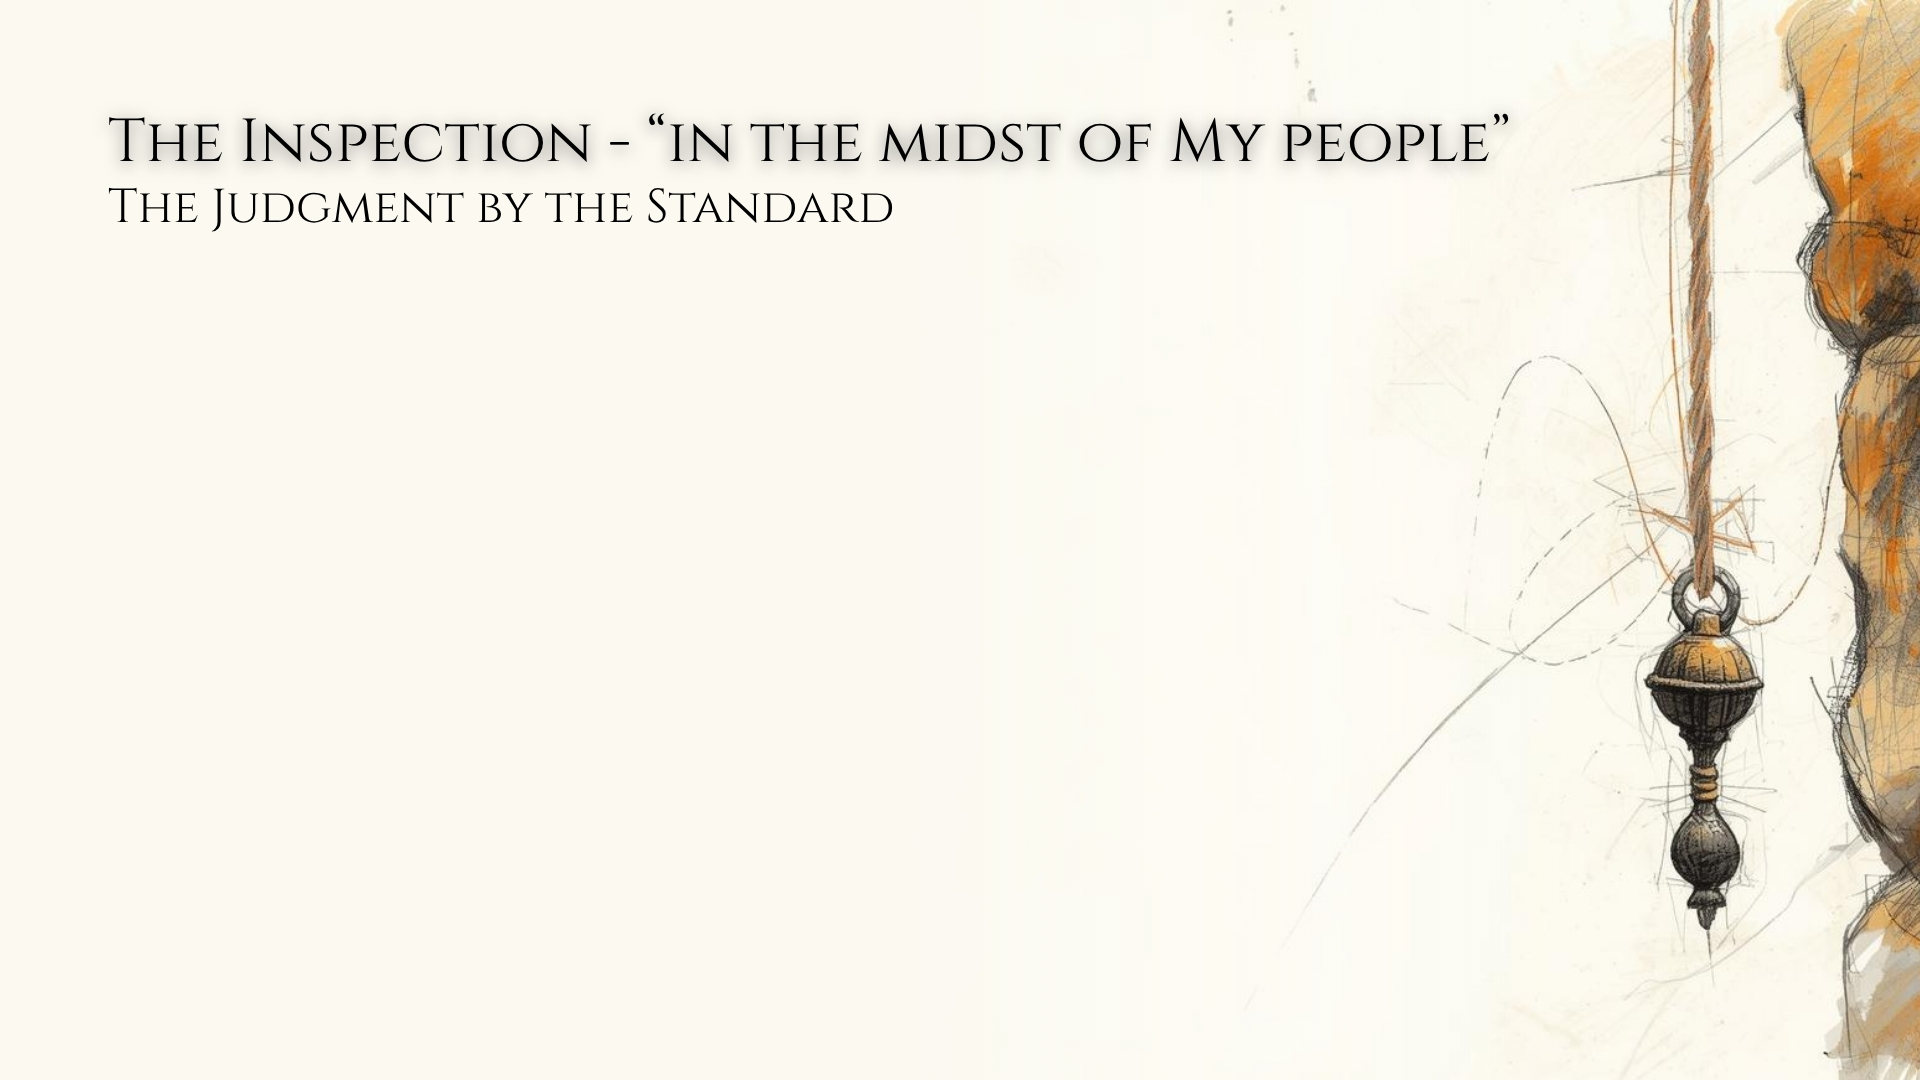 The Inspection - “in the midst of My people”
The Judgment by the Standard